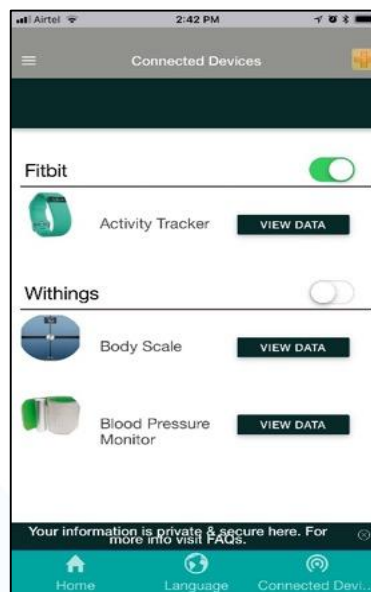 Airtel 2:42 PM
Connected Devices
Fitbit
Activity Tracker VIEW DATA
Withings
Body Scale VIEW DATA
Blood Pressure VIEW DATA
Monitor
Your information is private & secure here. For
more info visit FAQs.
Home Language Connected Devi...